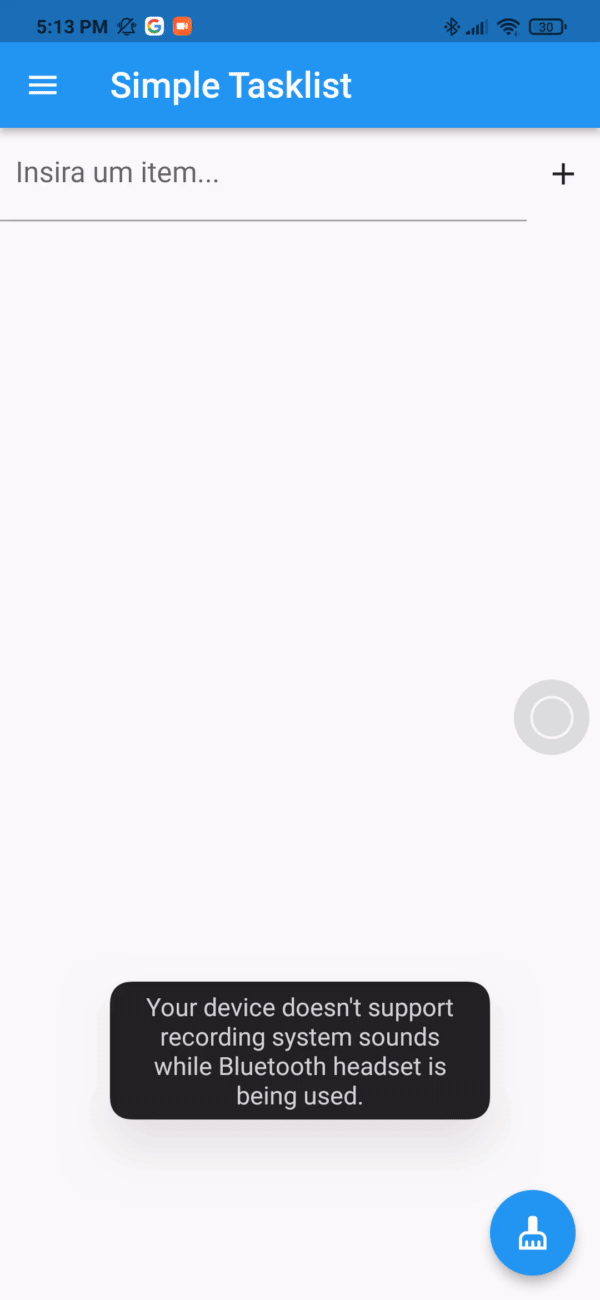 5:13 PM
30
Simple Tasklist
Insira um item...
+
Your device doesn't support
recording system sounds
while Bluetooth headset is
being used.